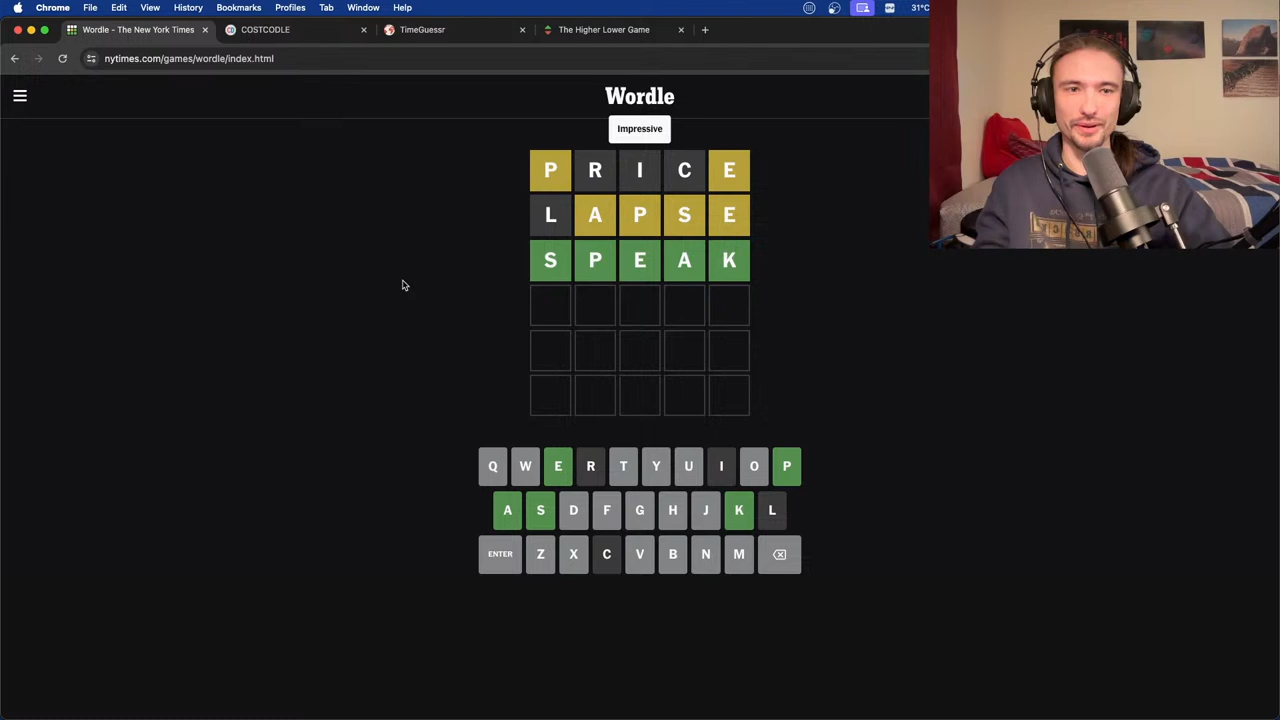 Chrome File Edit View History Bookmarks Profiles Tab Window Help 31°C
Wordle - The New York Times COSTCODLE TimeGuessr The Higher Lower Game
nytimes.com/games/wordle/index.html
Wordle
Impressive
P R I C E
L A P S E
S P E A K
Q W E R T Y U I O P
A S D F G H J K L
ENTER Z X C V B N M